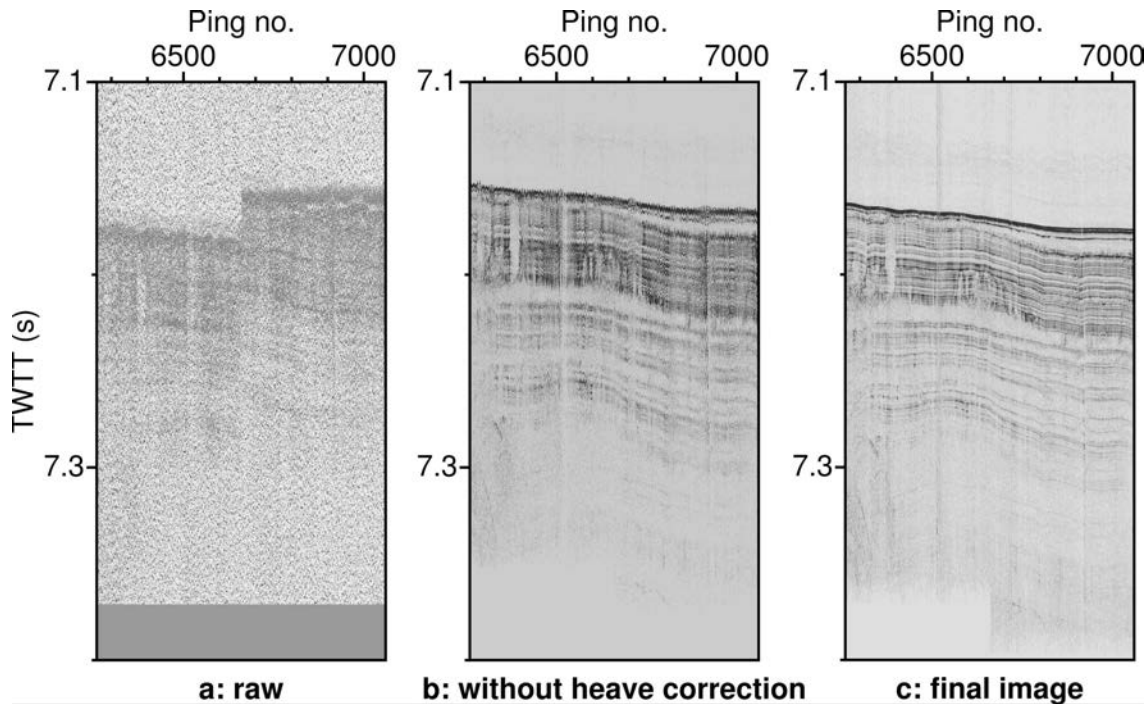 Ping no.
Ping no.
Ping no.
6500
7000
6500
7000
6500
7000
7.1
7.1
7.1
TWTT (s)
7.3
7.3
7.3
a: raw
b: without heave correction
c: final image